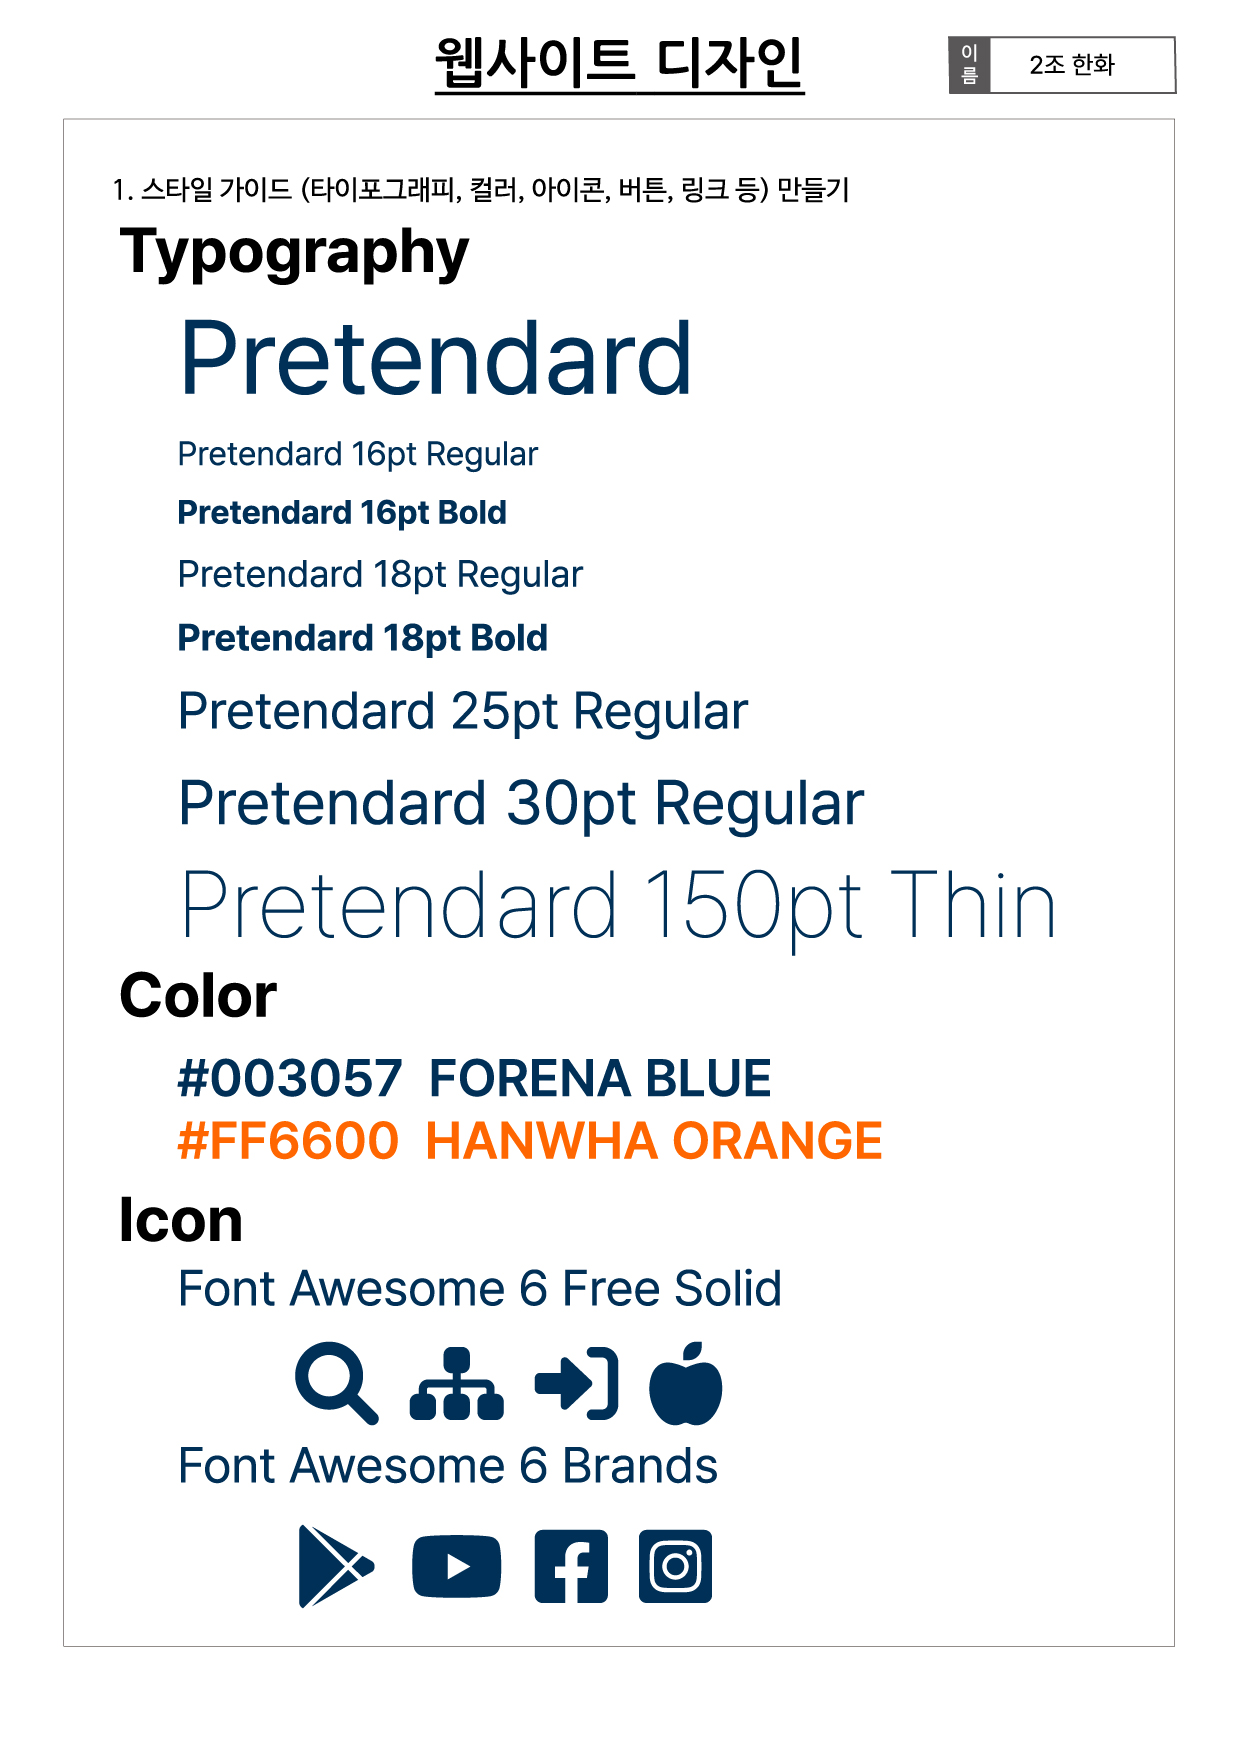 웹사이트 디자인
이름
2조 한화
1. 스타일 가이드 (타이포그래피, 컬러, 아이콘, 버튼, 링크 등) 만들기
Typography
Pretendard
Pretendard 16pt Regular
Pretendard 16pt Bold
Pretendard 18pt Regular
Pretendard 18pt Bold
Pretendard 25pt Regular
Pretendard 30pt Regular
Pretendard 150pt Thin
Color
#003057 FORENA BLUE
#FF6600 HANWHA ORANGE
Icon
Font Awesome 6 Free Solid
Font Awesome 6 Brands